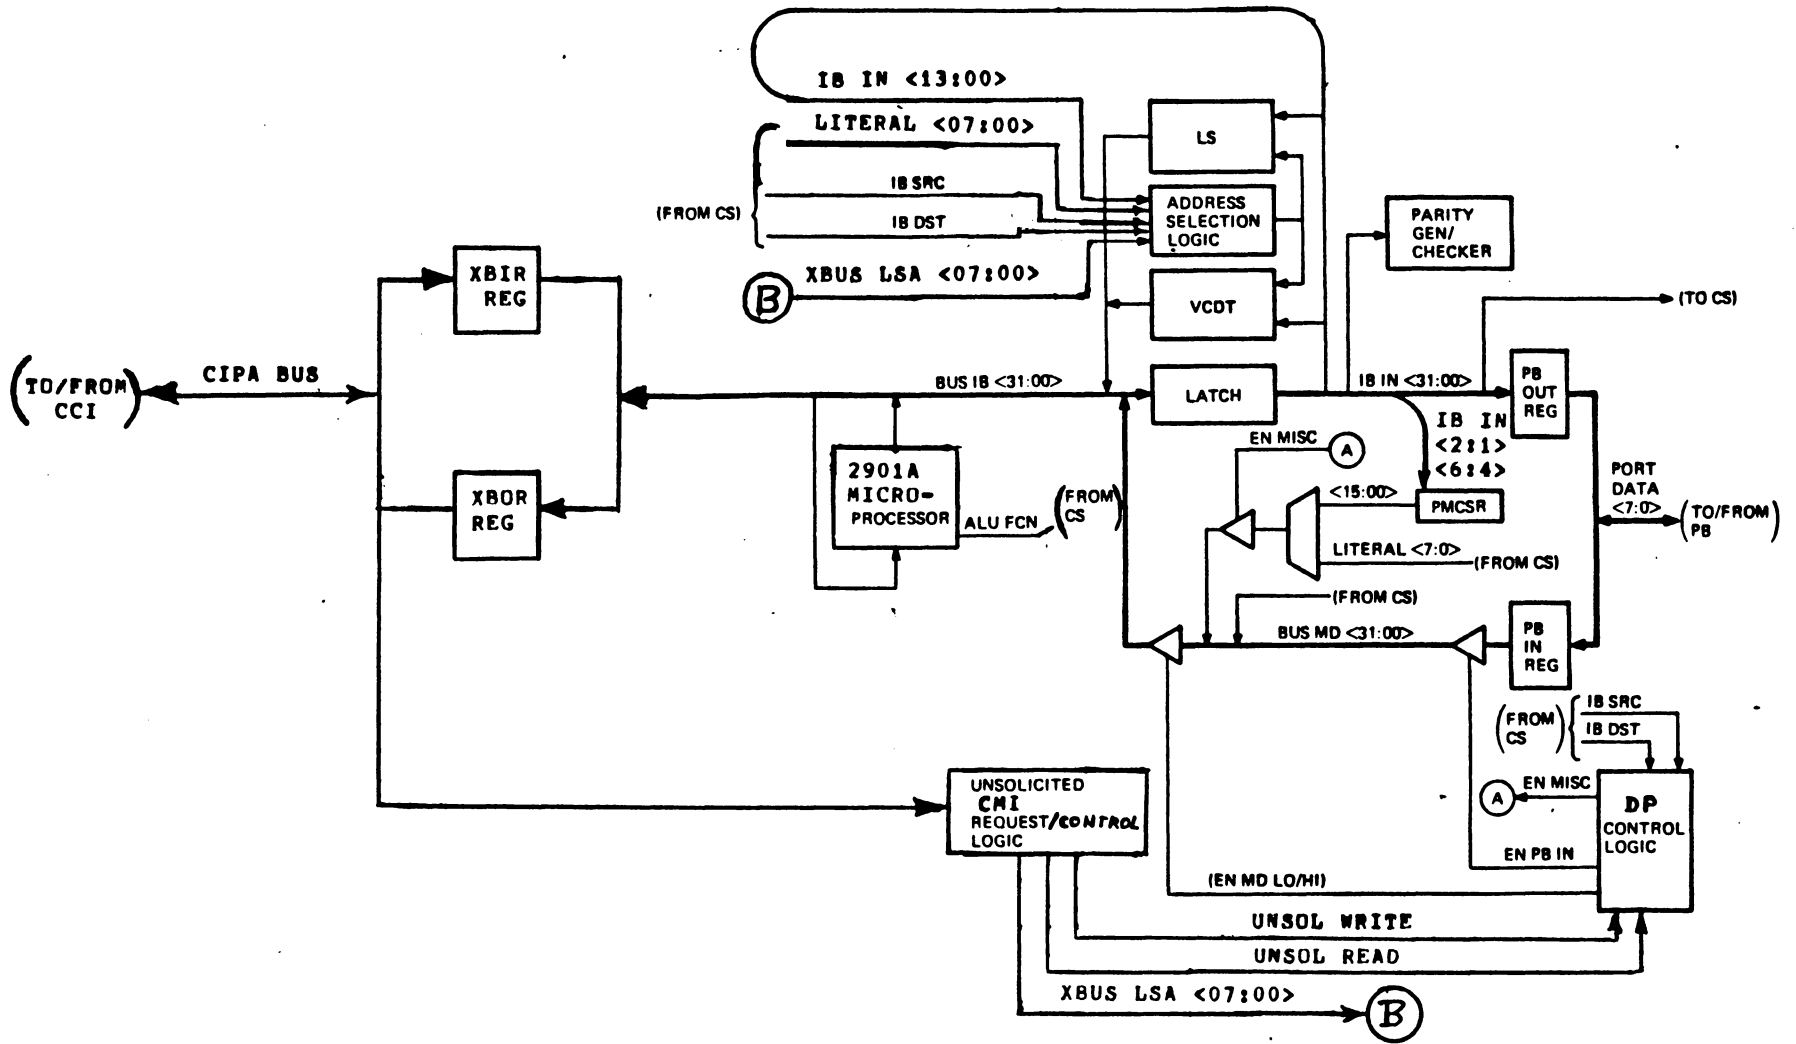 IB IN <13:00>
LITERAL <07:00>
IB SRC
(FROM CS)
IB DST
XBUS LSA <07:00>
B
LS
ADDRESS
SELECTION
LOGIC
VCDT
PARITY
GEN/
CHECKER
(TO CS)
XBIR
REG
(TO/FROM
CCI)
CIPA BUS
XBOR
REG
BUS IB <31:00>
LATCH
IB IN <31:00>
PB
OUT
REG
IB IN
<2:1>
<6:4>
EN MISC
A
2901A
MICRO-
PROCESSOR
ALU FCN
(FROM
CS)
<15:00>
PMCSR
LITERAL <7:0>
(FROM CS)
PORT
DATA
<7:0>
(TO/FROM
PB)
(FROM CS)
BUS MD <31:00>
PB
IN
REG
(FROM
CS)
IB SRC
IB DST
UNSOLICITED
CMI
REQUEST/CONTROL
LOGIC
A
EN MISC
DP
CONTROL
LOGIC
EN PB IN
(EN MD LO/HI)
UNSOL WRITE
UNSOL READ
XBUS LSA <07:00>
B